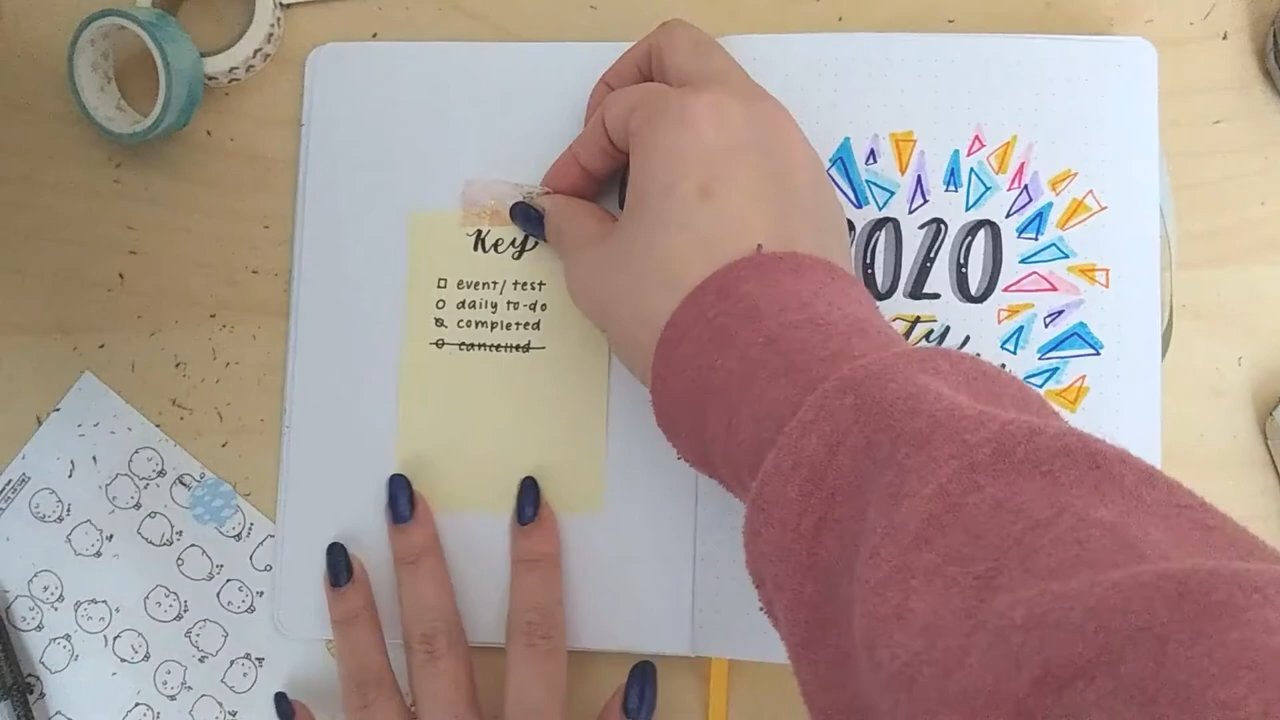 Key
event/test
daily to-do
completed
cancelled
2020